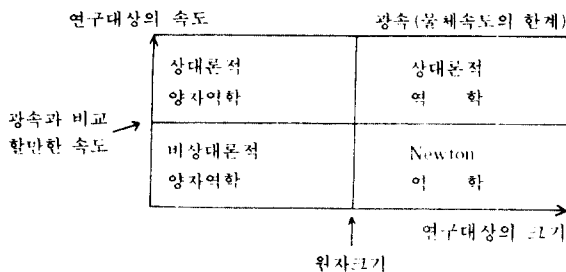 연구대상의 속도
광속(물체속도의 한계)
상대론적
양자역학
상대론적
역 학
광속과 비교
할만한 속도
비상대론적
양자역학
Newton
역 학
연구대상의 크기
원자크기